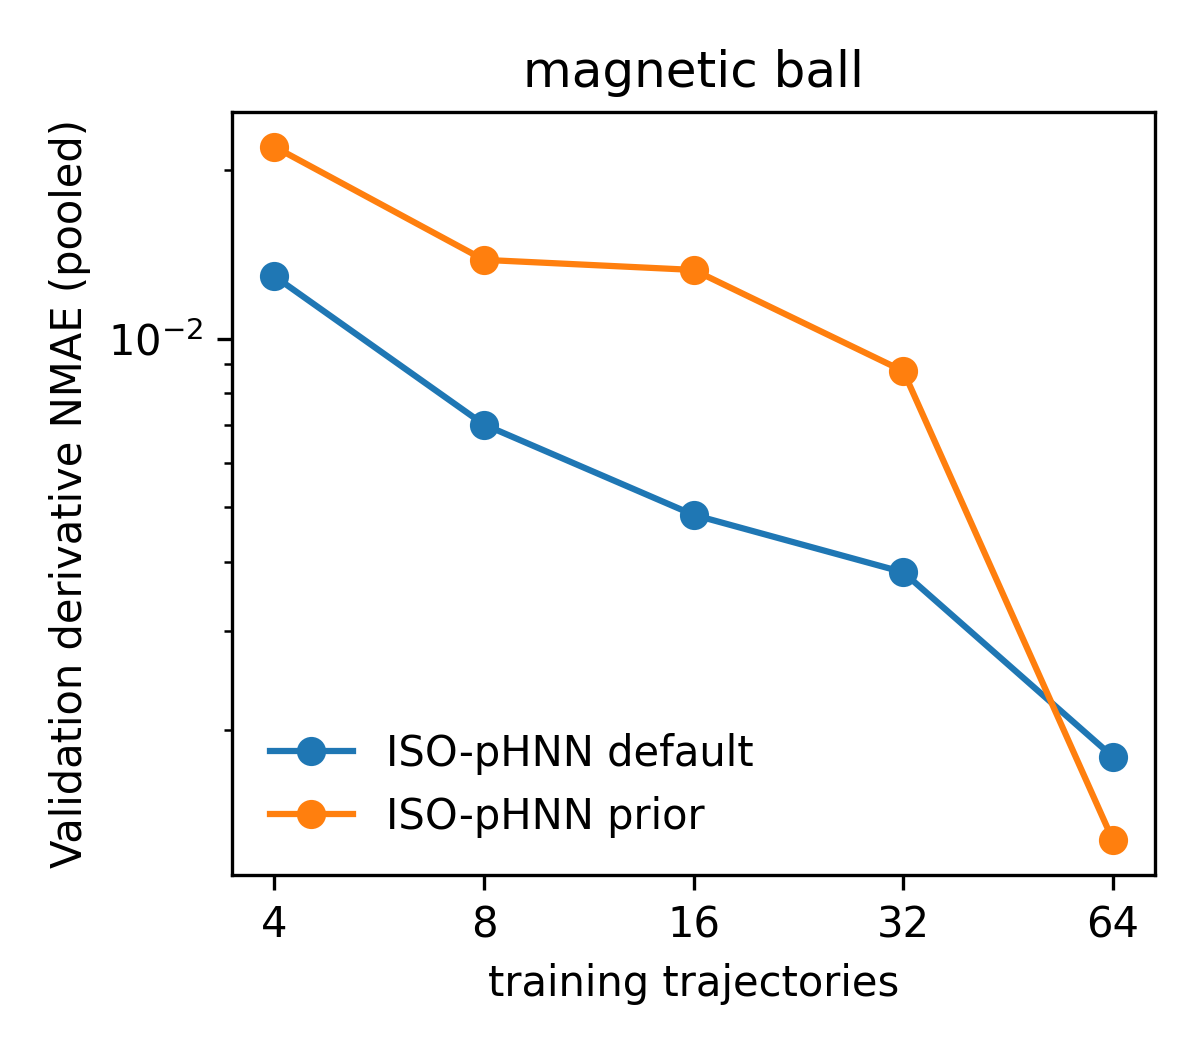 magnetic ball
Validation derivative NMAE (pooled)
10⁻²
ISO-pHNN default
ISO-pHNN prior
4 8 16 32 64
training trajectories